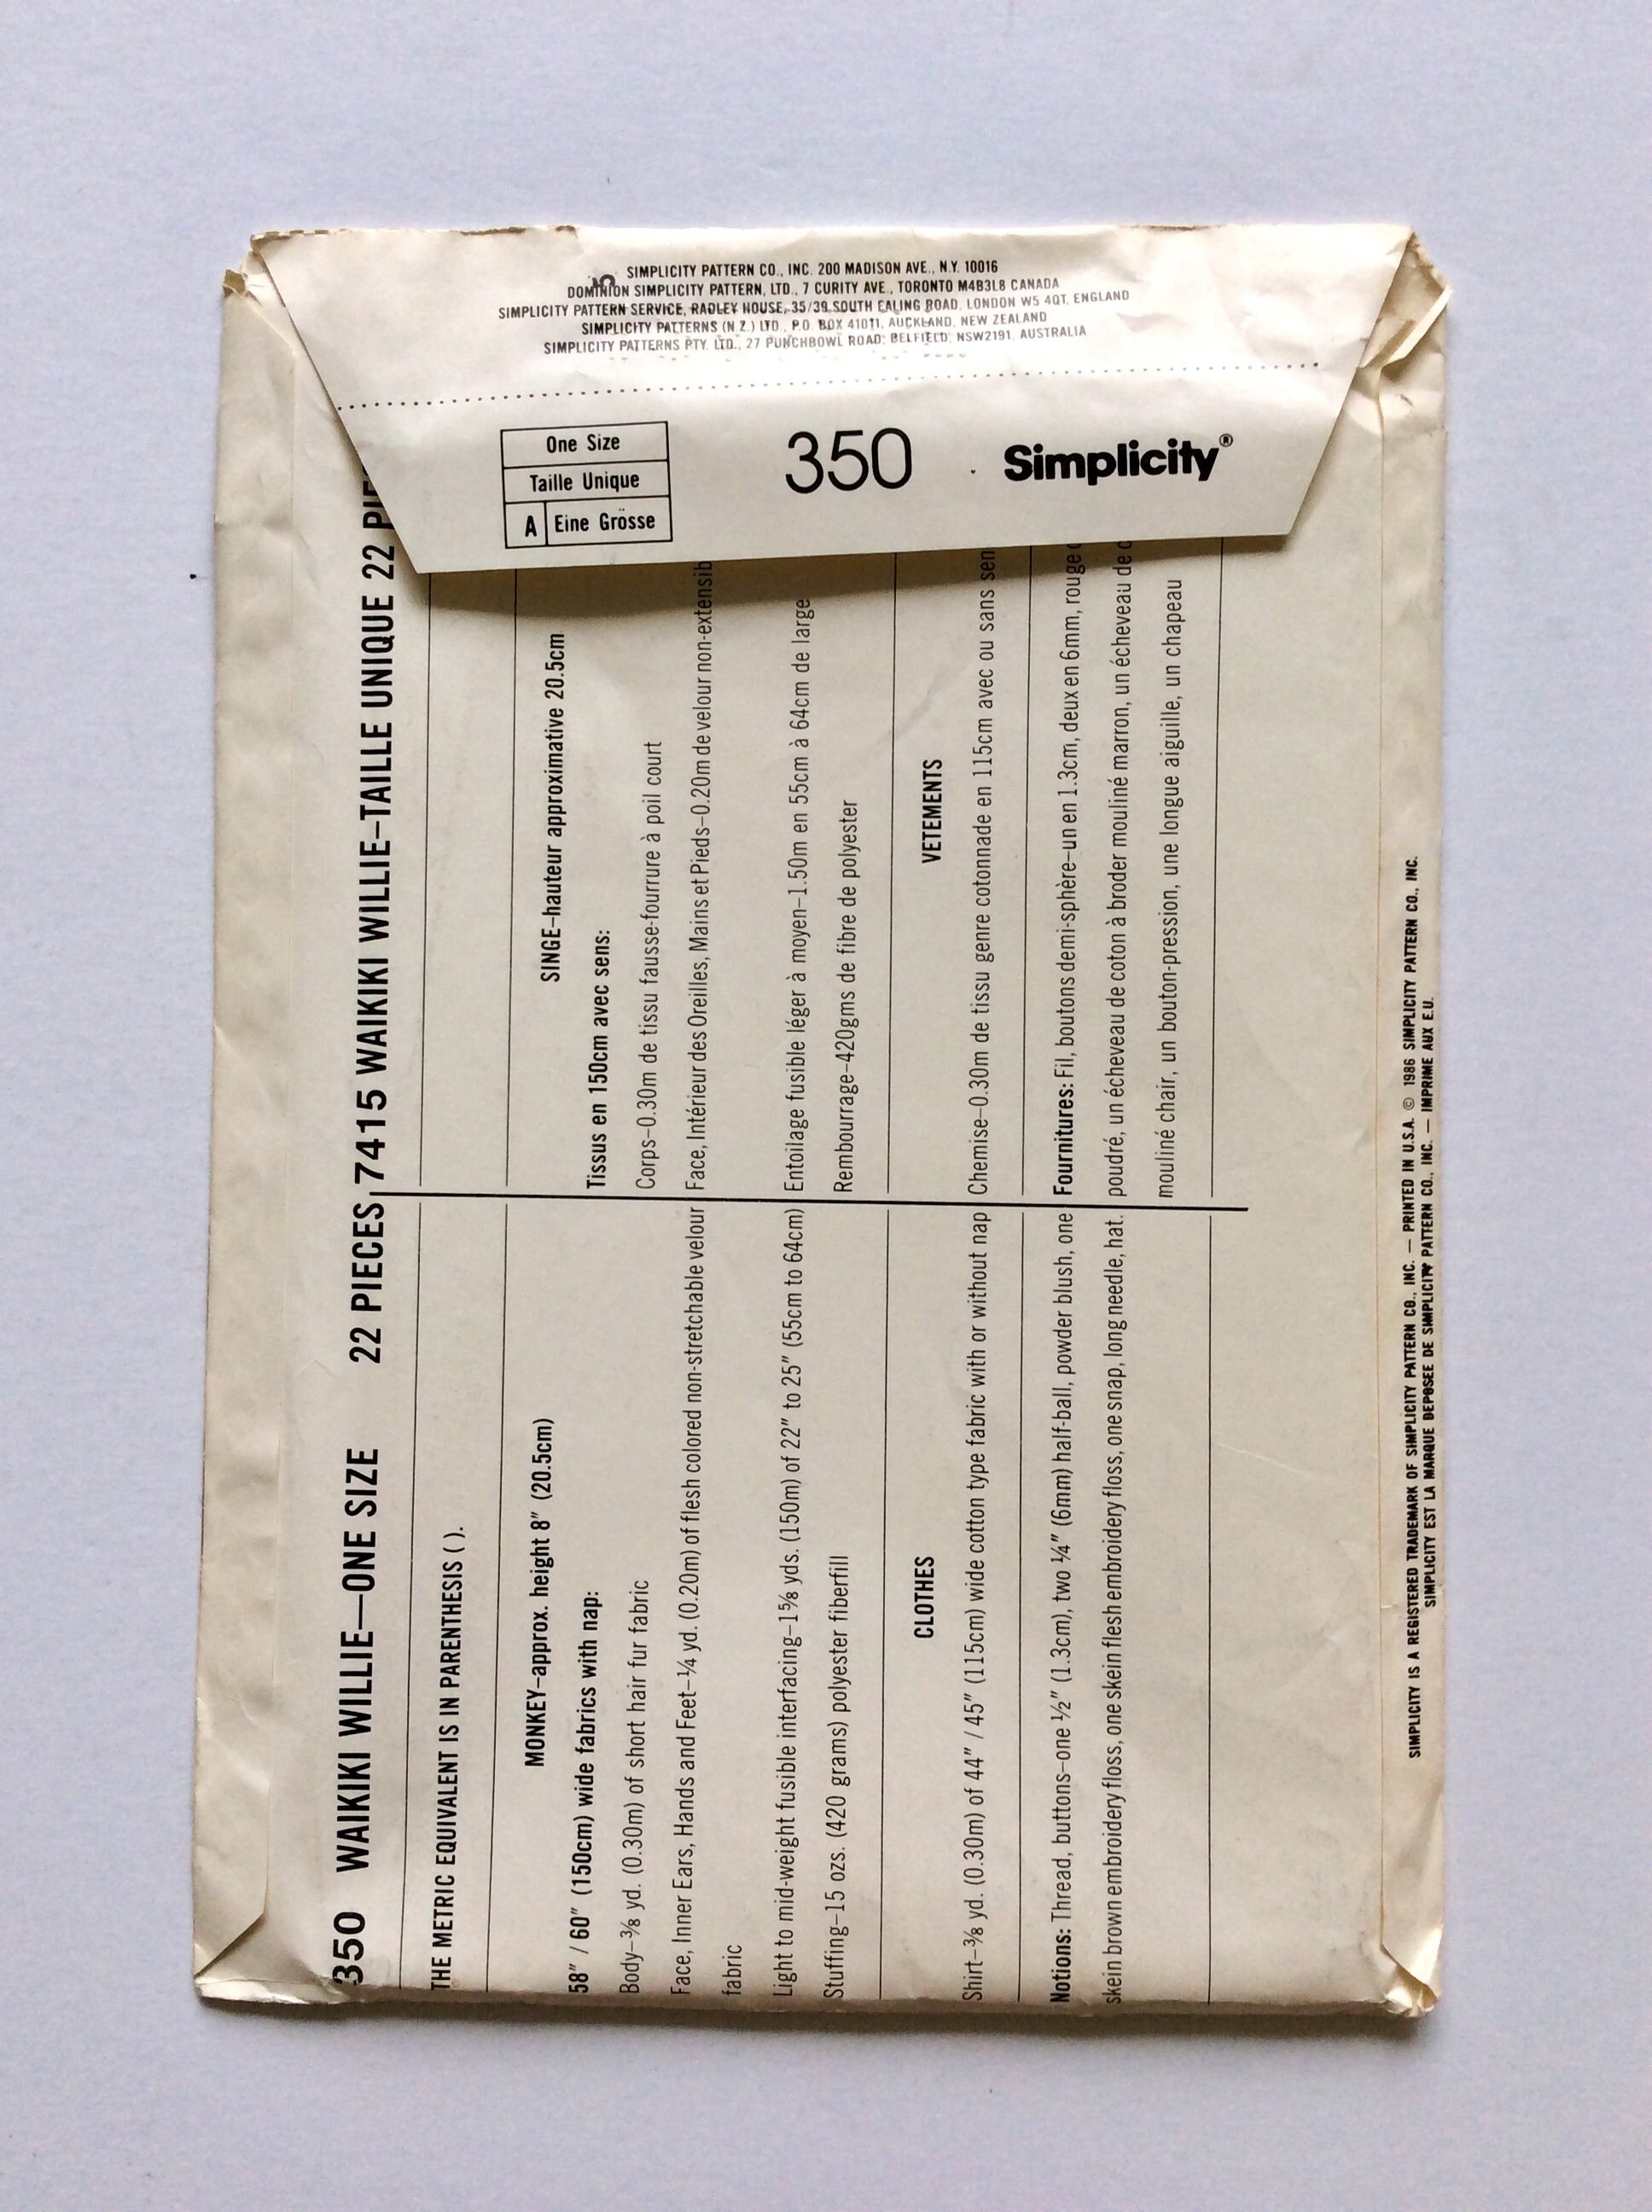 SIMPLICITY PATTERN CO., INC. 200 MADISON AVE., N.Y. 10016
DOMINION SIMPLICITY PATTERN, LTD., 7 CURITY AVE., TORONTO M4B3L8 CANADA
SIMPLICITY PATTERN SERVICE, RADLEY HOUSE, 35/39 SOUTH EALING ROAD, LONDON W5 4QT, ENGLAND
SIMPLICITY PATTERNS (N.Z.) LTD., P.O. BOX 41011, AUCKLAND, NEW ZEALAND
SIMPLICITY PATTERNS PTY. LTD., 27 PUNCHBOWL ROAD; BELFIELD, NSW2191, AUSTRALIA
One Size
Taille Unique
A Eine Grösse
350
Simplicity®
350 WAIKIKI WILLIE—ONE SIZE 22 PIECES
THE METRIC EQUIVALENT IS IN PARENTHESIS ( ).
MONKEY–approx. height 8″ (20.5cm)
58″ / 60″ (150cm) wide fabrics with nap:
Body–⅜ yd. (0.30m) of short hair fur fabric
Face, Inner Ears, Hands and Feet–¼ yd. (0.20m) of flesh colored non-stretchable velour
fabric
Light to mid-weight fusible interfacing–1⅝ yds. (150m) of 22″ to 25″ (55cm to 64cm)
Stuffing–15 ozs. (420 grams) polyester fiberfill
CLOTHES
Shirt–⅜ yd. (0.30m) of 44″ / 45″ (115cm) wide cotton type fabric with or without nap
Notions: Thread, buttons–one ½″ (1.3cm), two ¼″ (6mm) half-ball, powder blush, one
skein brown embroidery floss, one skein flesh embroidery floss, one snap, long needle, hat.
7415 WAIKIKI WILLIE–TAILLE UNIQUE 22 PIE
SINGE–hauteur approximative 20.5cm
Tissus en 150cm avec sens:
Corps–0.30m de tissu fausse-fourrure à poil court
Face, Intérieur des Oreilles, Mains et Pieds–0.20m de velour non-extensib
Entoilage fusible léger à moyen–1.50m en 55cm à 64cm de large
Rembourrage–420gms de fibre de polyester
VETEMENTS
Chemise–0.30m de tissu genre cotonnade en 115cm avec ou sans sen
Fournitures: Fil, boutons demi-sphère–un en 1.3cm, deux en 6mm, rouge
poudré, un écheveau de coton à broder mouliné marron, un écheveau de
mouliné chair, un bouton-pression, une longue aiguille, un chapeau
SIMPLICITY IS A REGISTERED TRADEMARK OF SIMPLICITY PATTERN CO., INC. — PRINTED IN U.S.A. © 1986 SIMPLICITY PATTERN CO., INC.
SIMPLICITY EST LA MARQUE DEPOSEE DE SIMPLICITY PATTERN CO., INC. — IMPRIME AUX E.U.